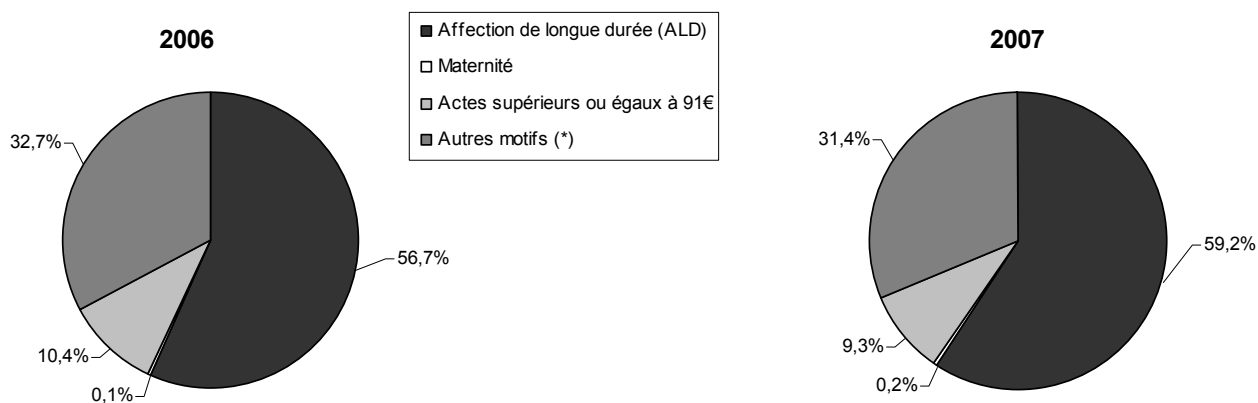 2006
Affection de longue durée (ALD)
Maternité
Actes supérieurs ou égaux à 91€
Autres motifs (*)
2007
32,7%
56,7%
10,4%
0,1%
31,4%
59,2%
9,3%
0,2%